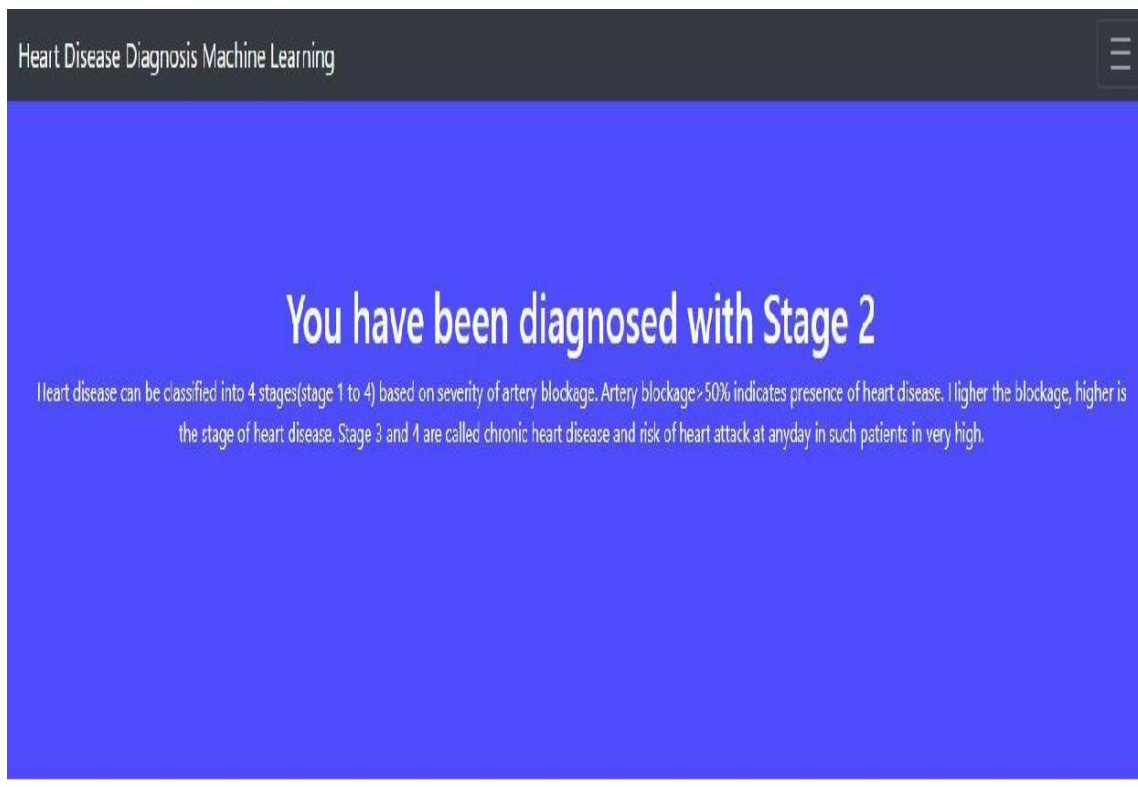 Heart Disease Diagnosis Machine Learning
You have been diagnosed with Stage 2
Heart disease can be classified into 4 stages(stage 1 to 4) based on severity of artery blockage. Artery blockage>50% indicates presence of heart disease. Higher the blockage, higher is
the stage of heart disease. Stage 3 and 4 are called chronic heart disease and risk of heart attack at anyday in such patients in very high.